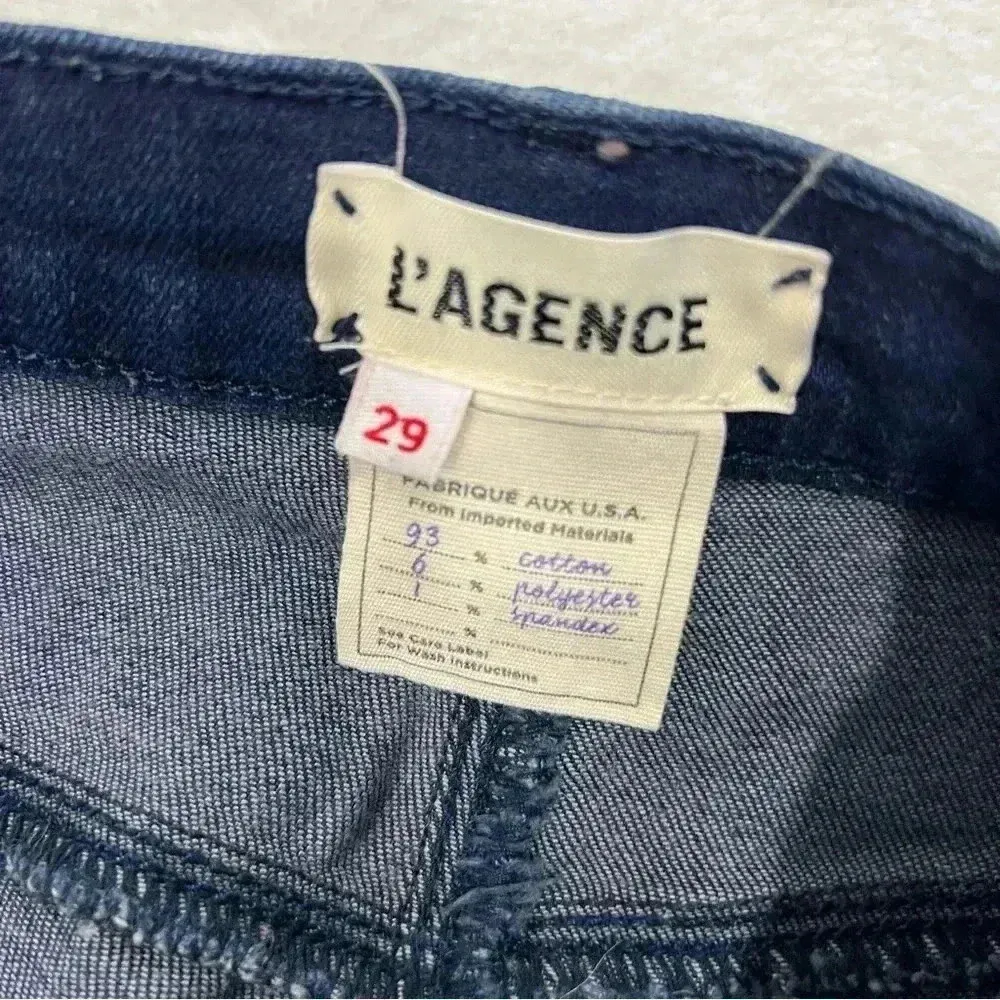 L'AGENCE
29
FABRIQUÉ AUX U.S.A.
From Imported Materials
93 % cotton
6 % polyester
1 % spandex
%
See Care Label
For Wash Instructions